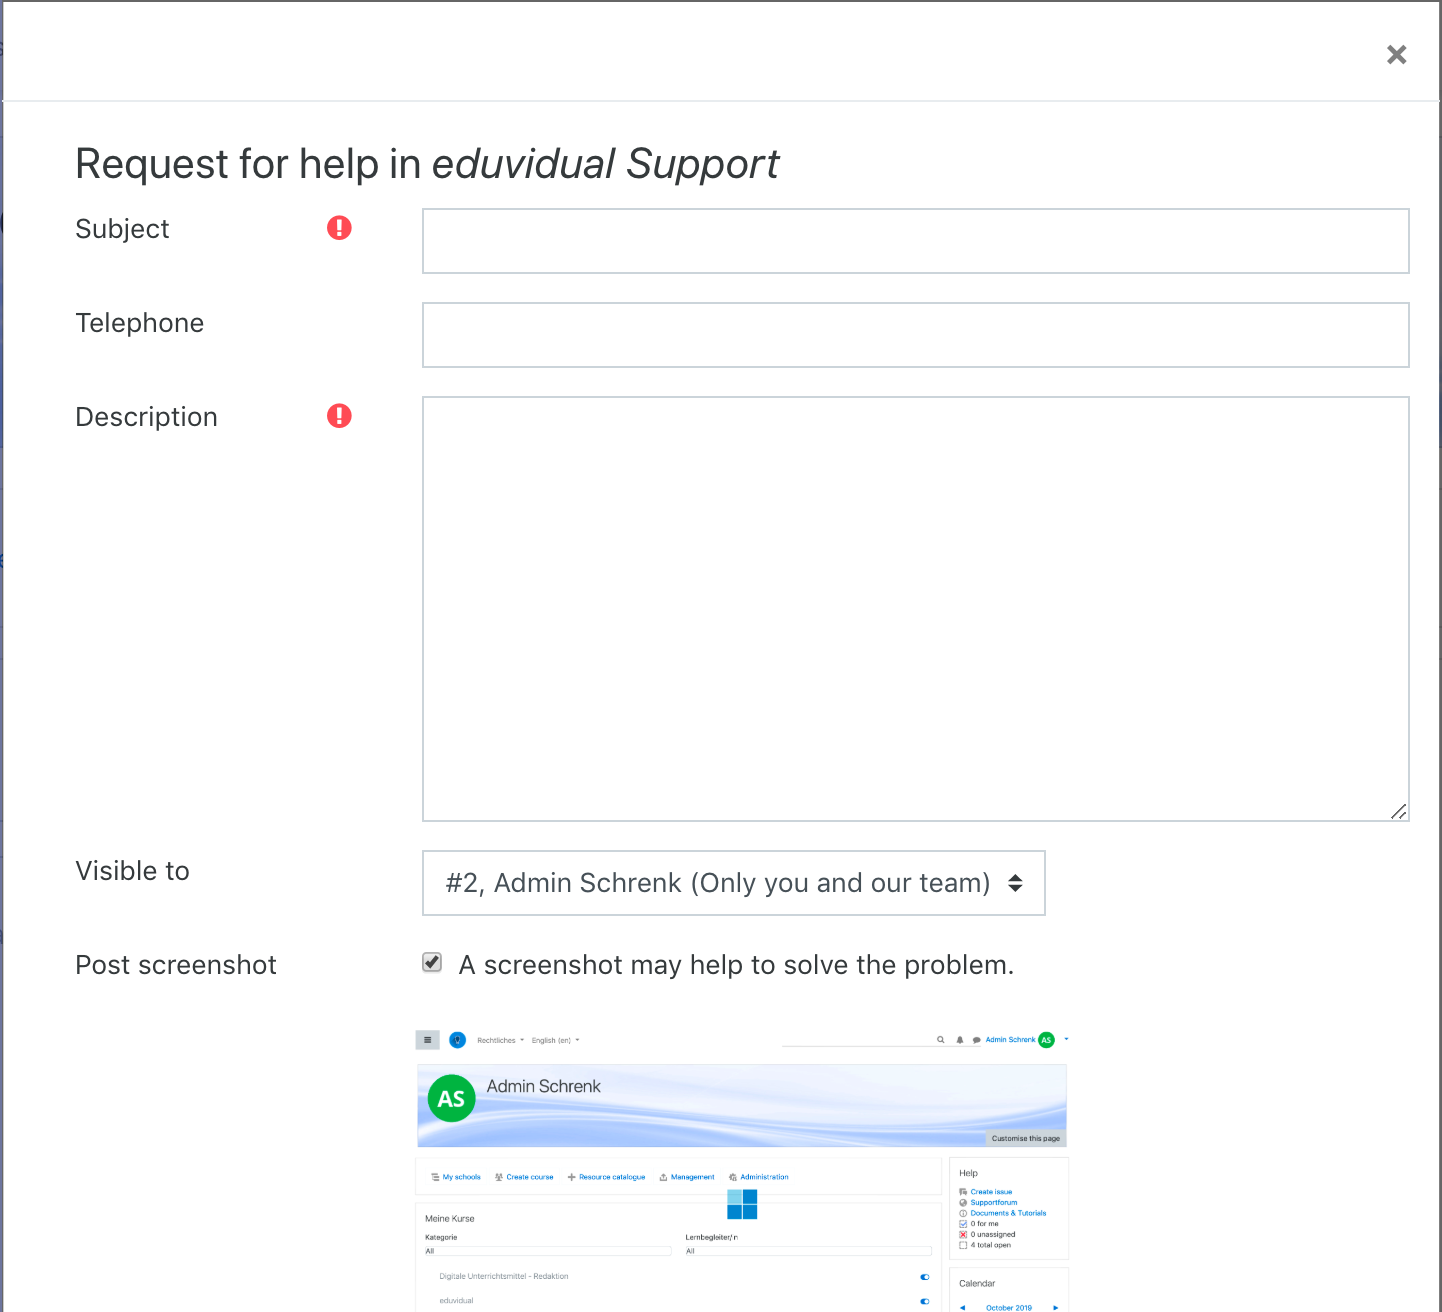 Request for help in eduvidual Support
Subject
Telephone
Description
Visible to
#2, Admin Schrenk (Only you and our team)
Post screenshot
A screenshot may help to solve the problem.
Rechtliches
English (en)
Admin Schrenk
AS
AS
Admin Schrenk
Customise this page
My schools
Create course
Resource catalogue
Management
Administration
Help
Create Issue
Supportforum
Documents & Tutorials
0 for me
0 unassigned
4 total open
Meine Kurse
Kategorie
Lernbegleiter/in
All
All
Digitale Unterrichtsmittel - Redaktion
eduvidual
Calendar
October 2019